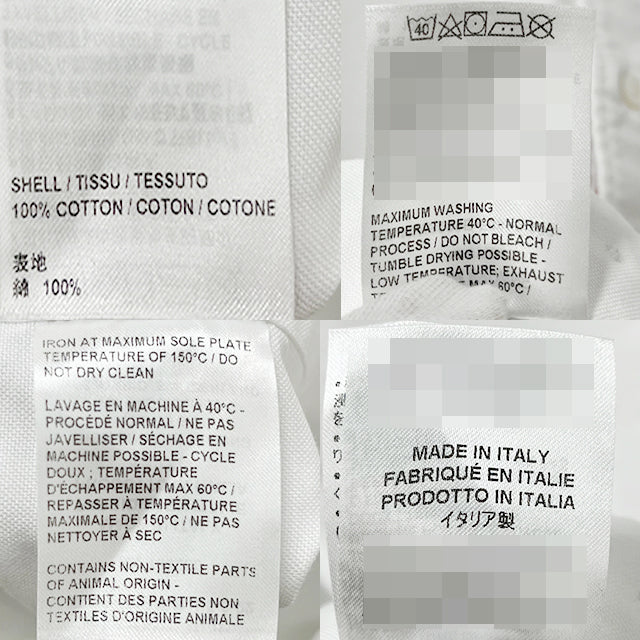 SHELL / TISSU / TESSUTO
100% COTTON / COTON / COTONE
表地
綿 100%
40
MAXIMUM WASHING
TEMPERATURE 40°C - NORMAL
PROCESS / DO NOT BLEACH /
TUMBLE DRYING POSSIBLE -
LOW TEMPERATURE; EXHAUST
MAX 60°C /
IRON AT MAXIMUM SOLE PLATE
TEMPERATURE OF 150°C / DO
NOT DRY CLEAN
LAVAGE EN MACHINE À 40°C -
PROCÉDÉ NORMAL / NE PAS
JAVELLISER / SÉCHAGE EN
MACHINE POSSIBLE - CYCLE
DOUX ; TEMPÉRATURE
D'ÉCHAPPEMENT MAX 60°C /
REPASSER À TEMPÉRATURE
MAXIMALE DE 150°C / NE PAS
NETTOYER À SEC
CONTAINS NON-TEXTILE PARTS
OF ANIMAL ORIGIN -
CONTIENT DES PARTIES NON
TEXTILES D'ORIGINE ANIMALE
MADE IN ITALY
FABRIQUÉ EN ITALIE
PRODOTTO IN ITALIA
イタリア製